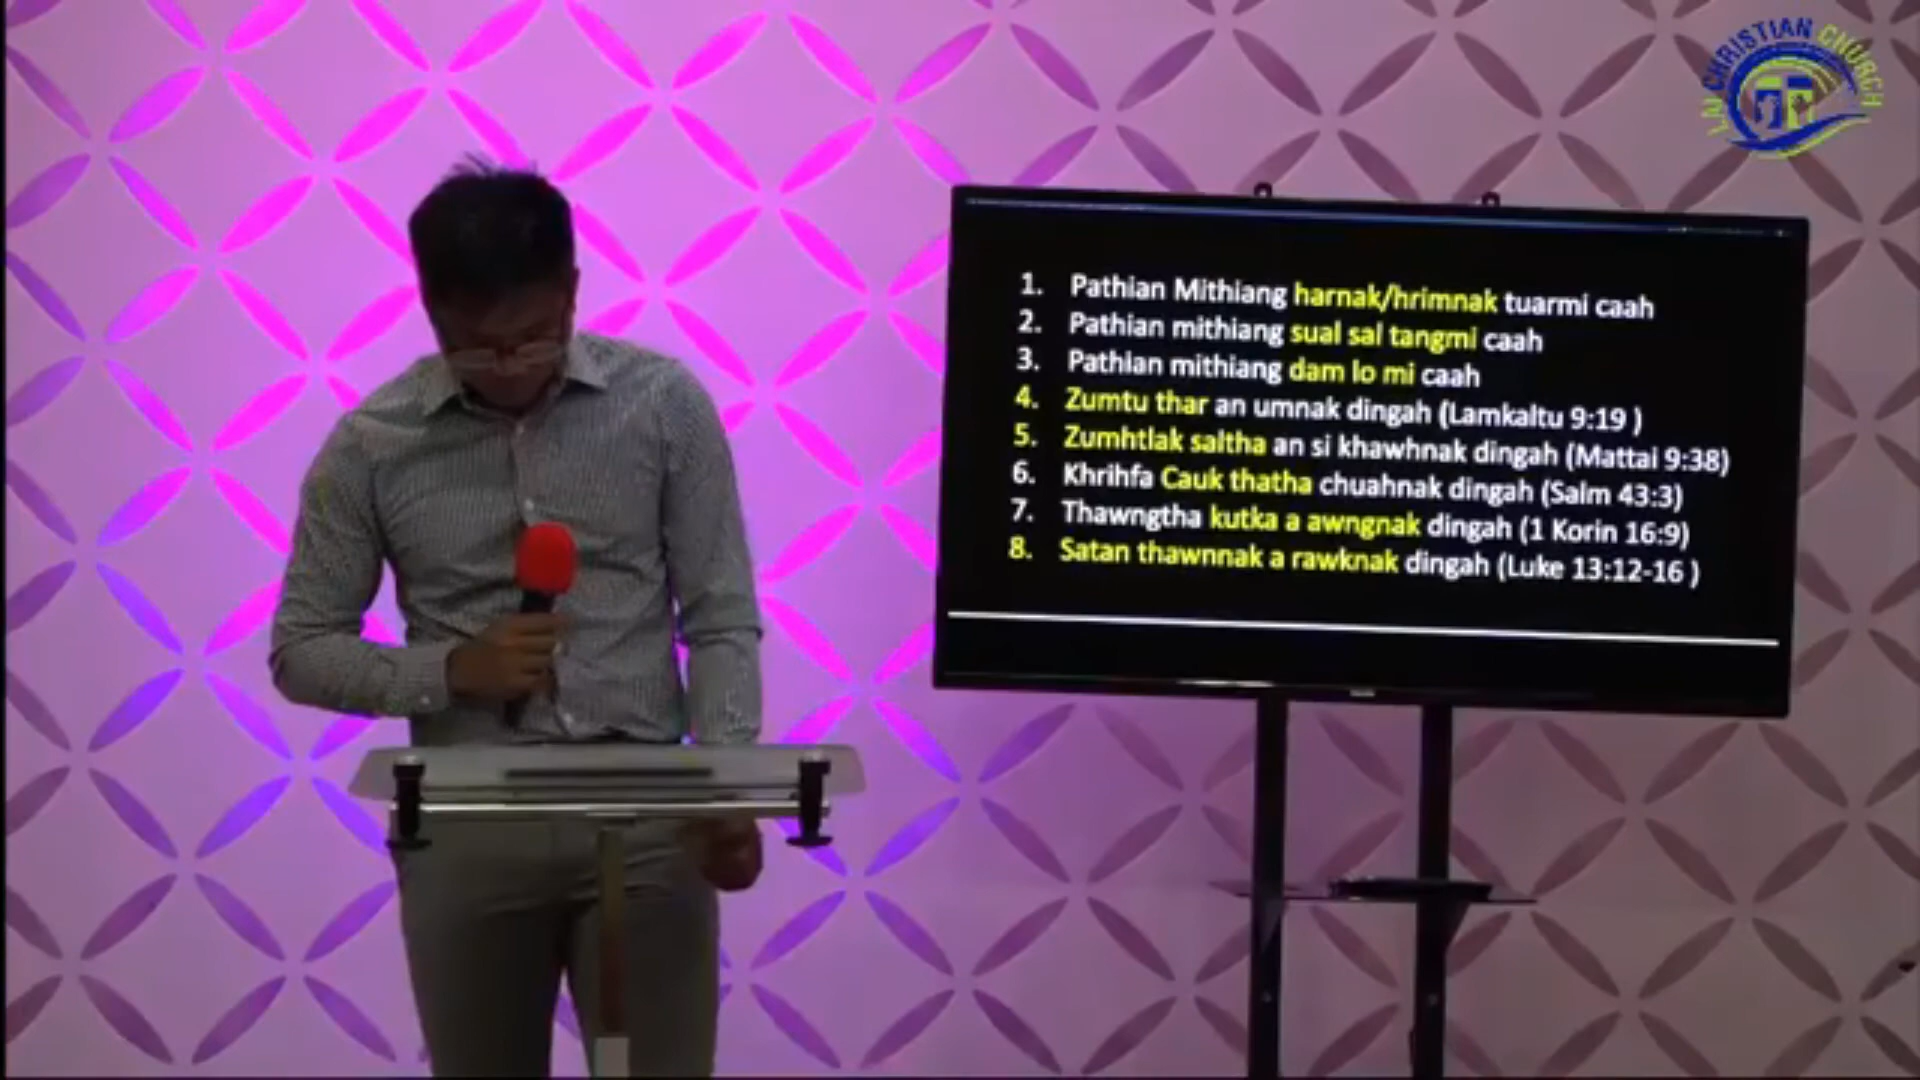 LAI CHRISTIAN CHURCH
1. Pathian Mithiang harnak/hrimnak tuarmi caah
2. Pathian mithiang sual sal tangmi caah
3. Pathian mithiang dam lo mi caah
4. Zumtu thar an umnak dingah (Lamkaltu 9:19 )
5. Zumhtlak saltha an si khawhnak dingah (Mattai 9:38)
6. Khrihfa Cauk thatha chuahnak dingah (Salm 43:3)
7. Thawngtha kutka a awngnak dingah (1 Korin 16:9)
8. Satan thawnnak a rawknak dingah (Luke 13:12-16 )